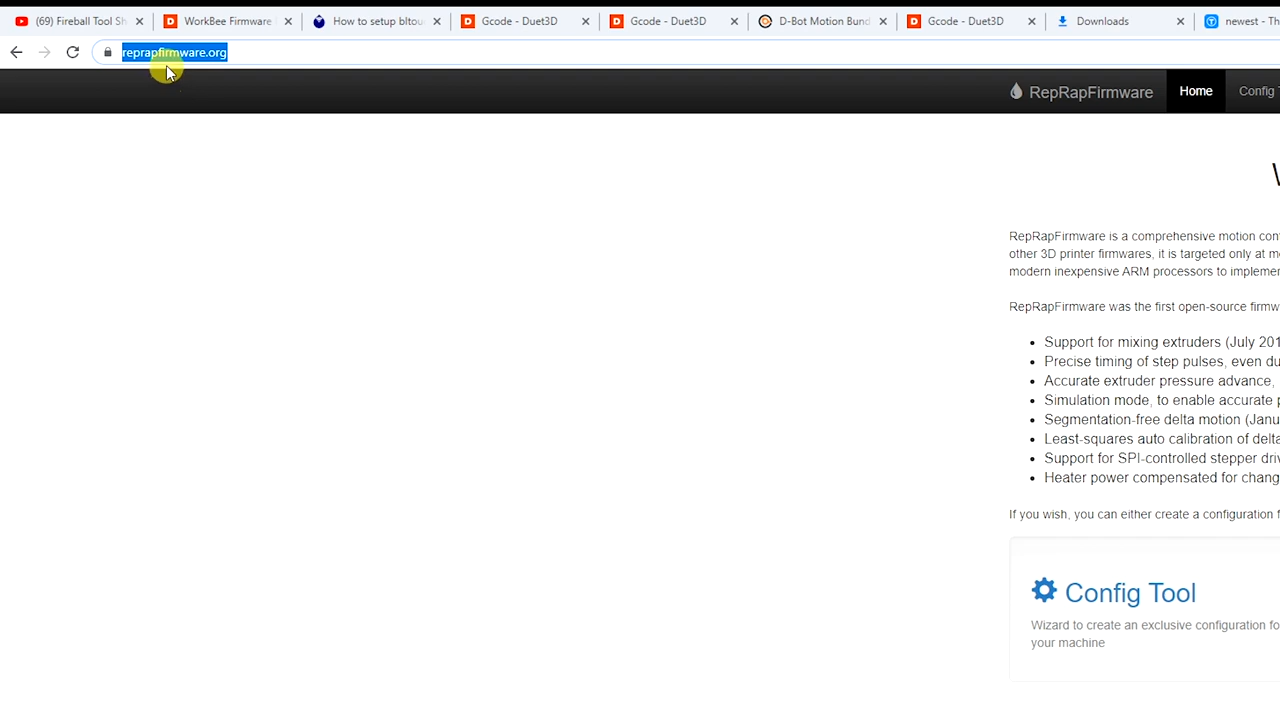 (69) Fireball Tool Sh
WorkBee Firmware
How to setup bltou
Gcode - Duet3D
Gcode - Duet3D
D-Bot Motion Bund
Gcode - Duet3D
Downloads
newest - Th
reprapfirmware.org
RepRapFirmware
Home
Config T
RepRapFirmware is a comprehensive motion con
other 3D printer firmwares, it is targeted only at m
modern inexpensive ARM processors to implemen
RepRapFirmware was the first open-source firmw
Support for mixing extruders (July 201
Precise timing of step pulses, even du
Accurate extruder pressure advance,
Simulation mode, to enable accurate p
Segmentation-free delta motion (Janu
Least-squares auto calibration of delta
Support for SPI-controlled stepper driv
Heater power compensated for chang
If you wish, you can either create a configuration f
Config Tool
Wizard to create an exclusive configuration fo
your machine